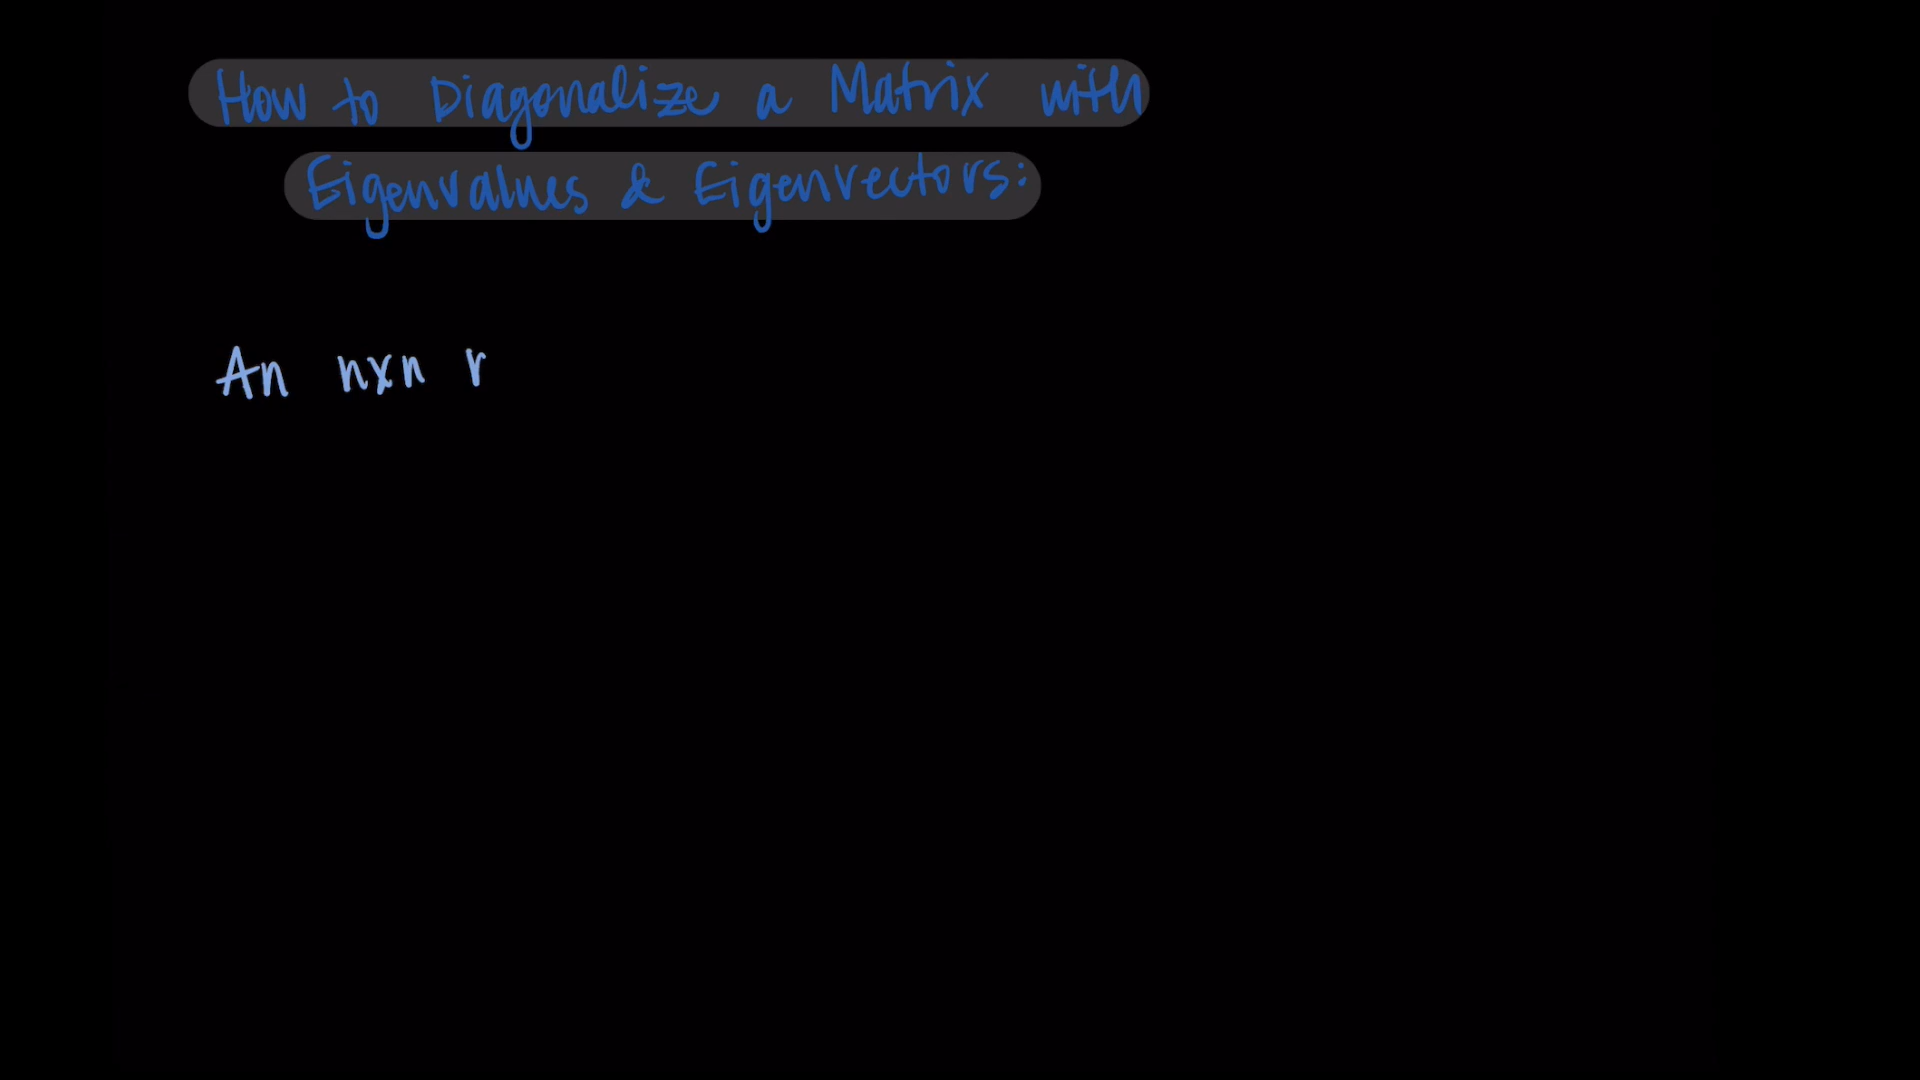 How to Diagonalize a Matrix with
Eigenvalues & Eigenvectors:
An nxn r